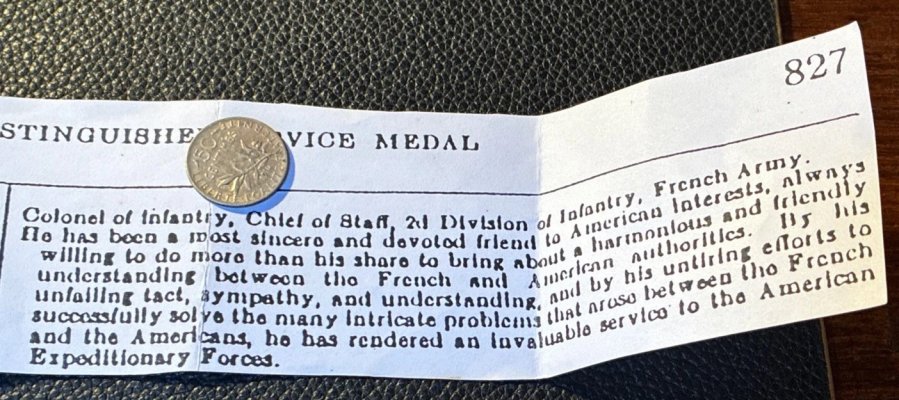 827
STINGUISHE VICE MEDAL
Colonel of Infantry, Chief of Staff, 2d Division of Infantry, French Army.
He has been a most sincere and devoted friend to American interests, always
willing to do more than his share to bring about a harmonious and friendly
understanding between the French and American authorities. By his
unfailing tact, sympathy, and understanding, and by his untiring efforts to
successfully solve the many intricate problems that arose between the French
and the Americans, he has rendered an invaluable service to the American
Expeditionary Forces.